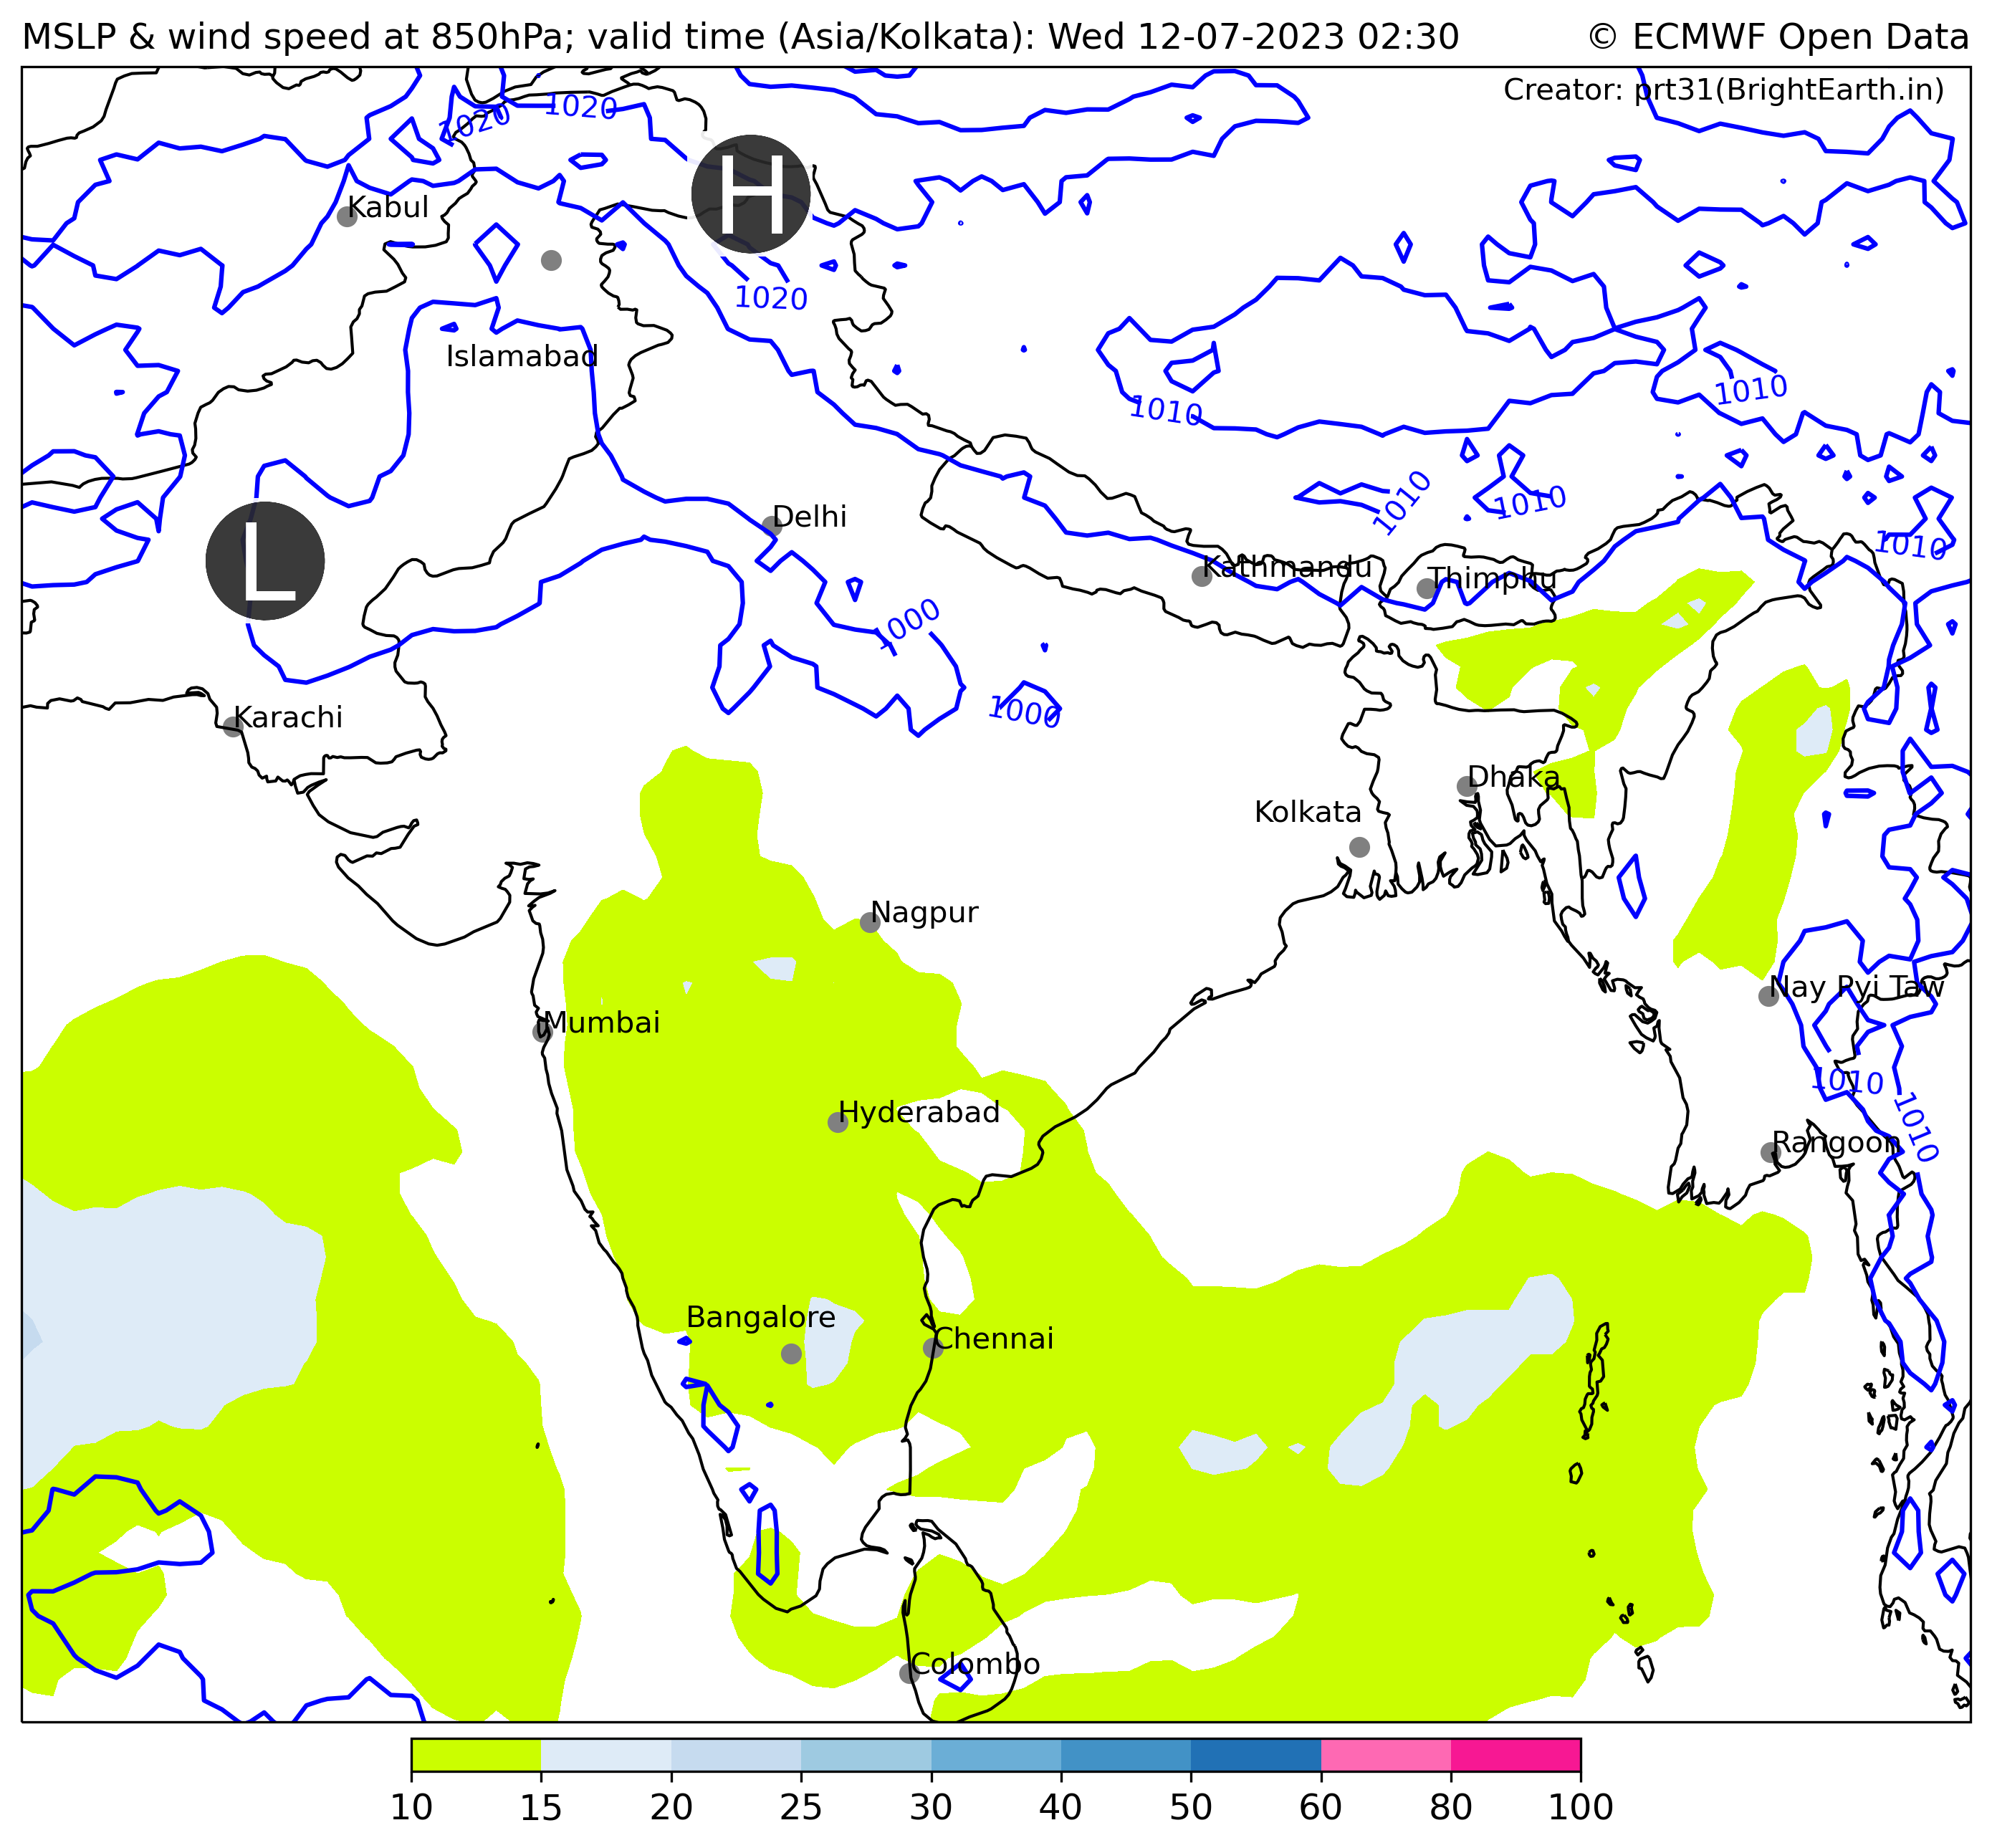 MSLP & wind speed at 850hPa; valid time (Asia/Kolkata): Wed 12-07-2023 02:30
© ECMWF Open Data
Creator: prt31(BrightEarth.in)
1020
1020
H
Kabul
1020
Islamabad
1010
1010
1010
1010
L
Delhi
1010
Kathmandu
Thimphu
1000
1000
Karachi
Dhaka
Kolkata
Nagpur
Nay Pyi Taw
Mumbai
1010
Hyderabad
1010
Rangoon
Bangalore
Chennai
Colombo
10 15 20 25 30 40 50 60 80 100